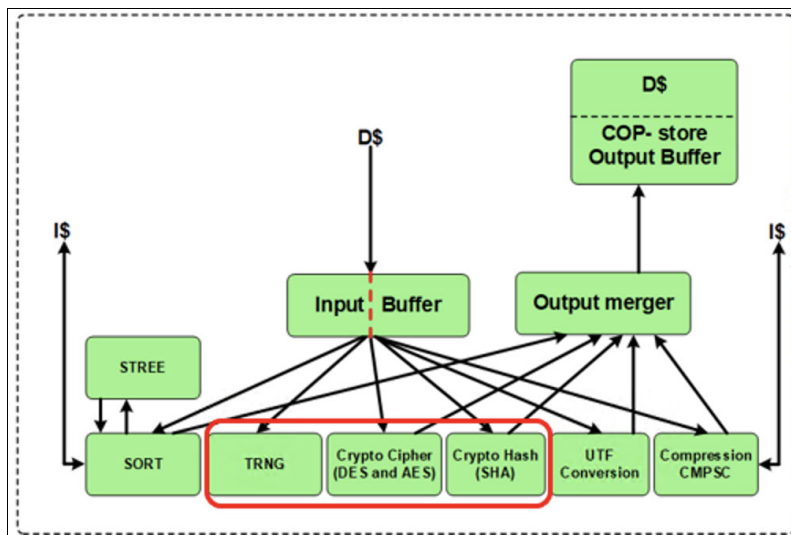 D$
COP- store
Output Buffer
D$
I$
I$
Input Buffer
Output merger
STREE
SORT
TRNG
Crypto Cipher
(DES and AES)
Crypto Hash
(SHA)
UTF
Conversion
Compression
CMPSC